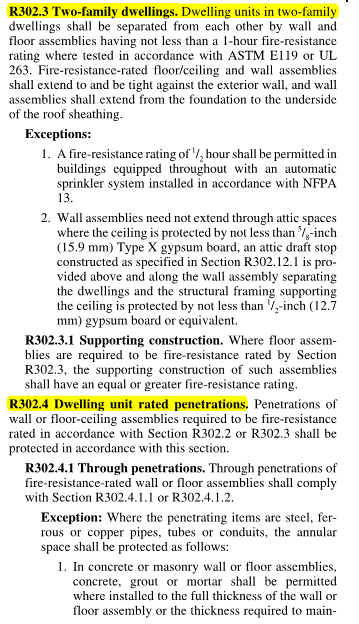 R302.3 Two-family dwellings. Dwelling units in two-family
dwellings shall be separated from each other by wall and
floor assemblies having not less than a 1-hour fire-resistance
rating where tested in accordance with ASTM E119 or UL
263. Fire-resistance-rated floor/ceiling and wall assemblies
shall extend to and be tight against the exterior wall, and wall
assemblies shall extend from the foundation to the underside
of the roof sheathing.
Exceptions:
1. A fire-resistance rating of 1/2 hour shall be permitted in
buildings equipped throughout with an automatic
sprinkler system installed in accordance with NFPA
13.
2. Wall assemblies need not extend through attic spaces
where the ceiling is protected by not less than 5/8-inch
(15.9 mm) Type X gypsum board, an attic draft stop
constructed as specified in Section R302.12.1 is pro-
vided above and along the wall assembly separating
the dwellings and the structural framing supporting
the ceiling is protected by not less than 1/2-inch (12.7
mm) gypsum board or equivalent.
R302.3.1 Supporting construction. Where floor assem-
blies are required to be fire-resistance rated by Section
R302.3, the supporting construction of such assemblies
shall have an equal or greater fire-resistance rating.
R302.4 Dwelling unit rated penetrations. Penetrations of
wall or floor-ceiling assemblies required to be fire-resistance
rated in accordance with Section R302.2 or R302.3 shall be
protected in accordance with this section.
R302.4.1 Through penetrations. Through penetrations of
fire-resistance-rated wall or floor assemblies shall comply
with Section R302.4.1.1 or R302.4.1.2.
Exception: Where the penetrating items are steel, fer-
rous or copper pipes, tubes or conduits, the annular
space shall be protected as follows:
1. In concrete or masonry wall or floor assemblies,
concrete, grout or mortar shall be permitted
where installed to the full thickness of the wall or
floor assembly or the thickness required to main-